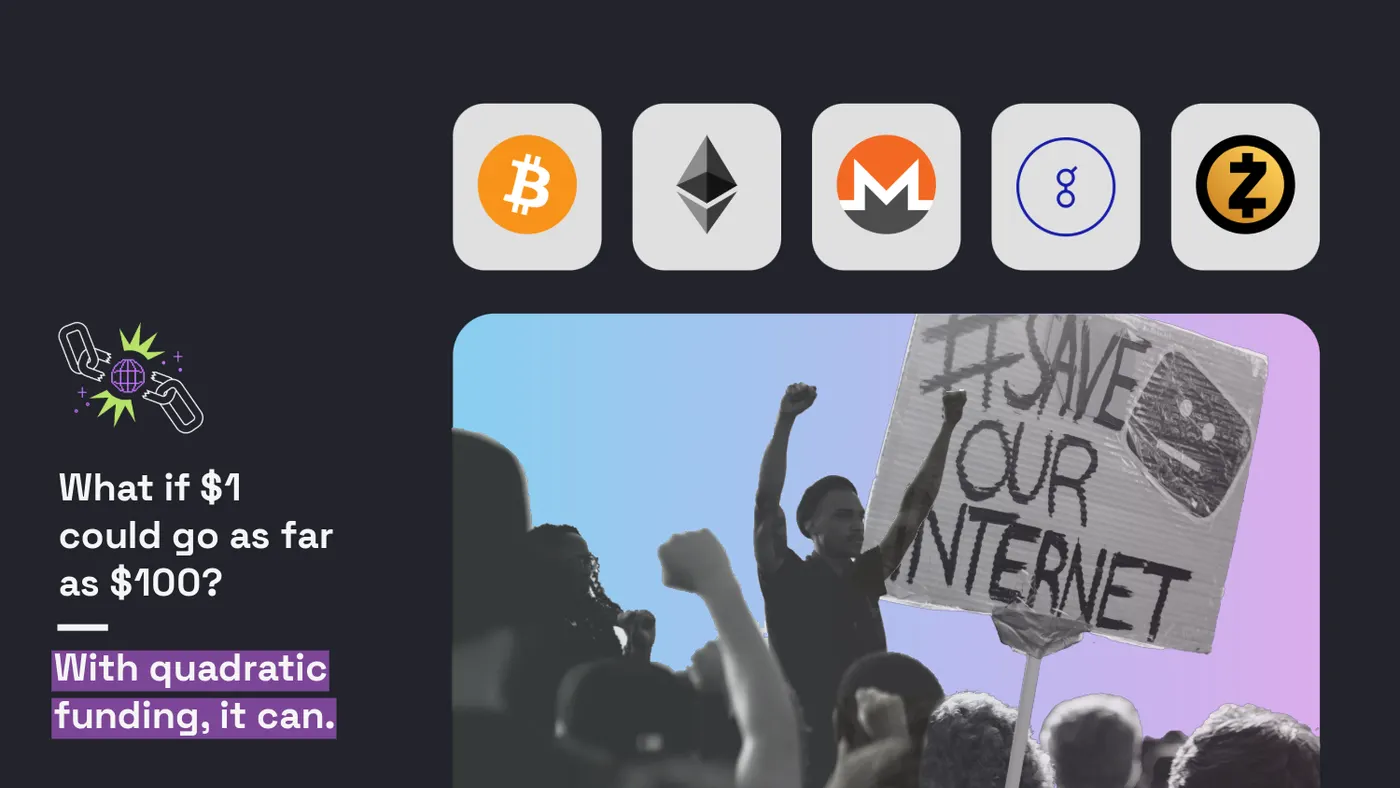 What if $1
could go as far
as $100?
With quadratic
funding, it can.
#SAVE
OUR
INTERNET